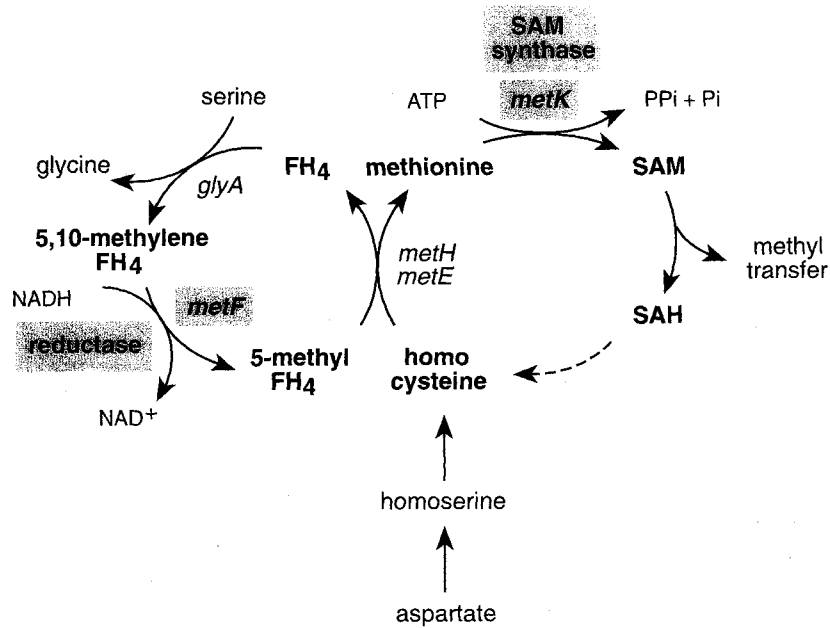 SAM
synthase
serine
ATP
metK
PPi + Pi
glycine
FH4
methionine
SAM
glyA
5,10-methylene
FH4
metH
metE
methyl
transfer
NADH
metF
SAH
reductase
5-methyl
FH4
homo
cysteine
NAD+
homoserine
aspartate